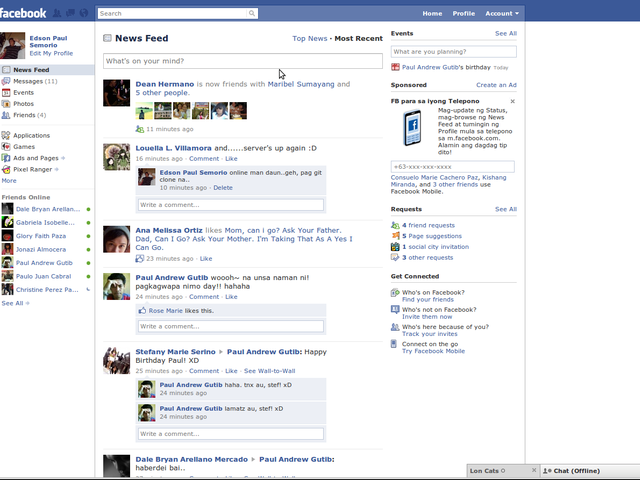 facebook
Search
Home
Profile
Account
Edson Paul
Semorio
Edit My Profile
News Feed
Messages (11)
Events
Photos
Friends (4)
Applications
Games
Ads and Pages
Pixel Ranger
More
Friends Online
Dale Bryan Arellan...
Gabriela Isobelle...
Glory Faith Paza
Jonazi Almocera
Paul Andrew Gutib
Paulo Juan Cabral
Christine Perez Pa...
See All
News Feed
Top News · Most Recent
What's on your mind?
Dean Hermano is now friends with Maribel Sumayang and
5 other people.
11 minutes ago
Louella L. Villamora and......server's up again :D
16 minutes ago · Comment · Like
Edson Paul Semorio online man daun..geh, pag git
clone na..
10 minutes ago · Delete
Write a comment...
Ana Melissa Ortiz likes Mom, can i go? Ask Your Father.
Dad, Can I Go? Ask Your Mother. I'm Taking That As A Yes I
Can Go.
23 minutes ago · Like
Paul Andrew Gutib woooh~ na unsa naman ni!
pagkagwapa nimo day!! hahaha
24 minutes ago · Comment · Like
Rose Marie likes this.
Write a comment...
Stefany Marie Serino Paul Andrew Gutib: Happy
Birthday Paul! XD
25 minutes ago · Comment · Like · See Wall-to-Wall
Paul Andrew Gutib haha. tnx au, stef! xD
24 minutes ago
Paul Andrew Gutib lamatz au, stef! xD
24 minutes ago
Write a comment...
Dale Bryan Arellano Mercado Paul Andrew Gutib:
haberdei bai..
Events
See All
What are you planning?
Paul Andrew Gutib's birthday Today
Sponsored
Create an Ad
FB para sa iyong Telepono
Mag-update ng Status,
mag-browse ng News
Feed at tumingin ng
Profile mula sa telepono
sa m.facebook.com.
Alamin ang dagdag tip
dito!
+63-xxx-xxx-xxxx
Consuelo Marie Cachero Paz, Kishang
Miranda, and 3 other friends use
Facebook Mobile.
Requests
See All
4 friend requests
5 Page suggestions
1 social city invitation
3 other requests
Get Connected
Who's on Facebook?
Find your friends
Who's not on Facebook?
Invite them now
Who's here because of you?
Track your invites
Connect on the go
Try Facebook Mobile
Lon Cats
Chat (Offline)